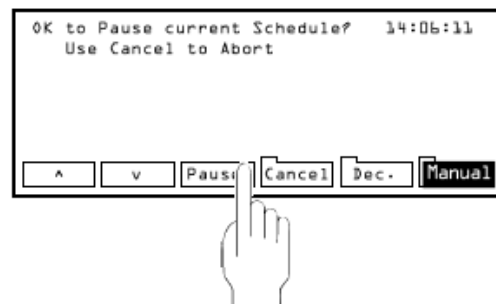 OK to Pause current Schedule? 14:06:11
Use Cancel to Abort
^ v Pause Cancel Dec. Manual